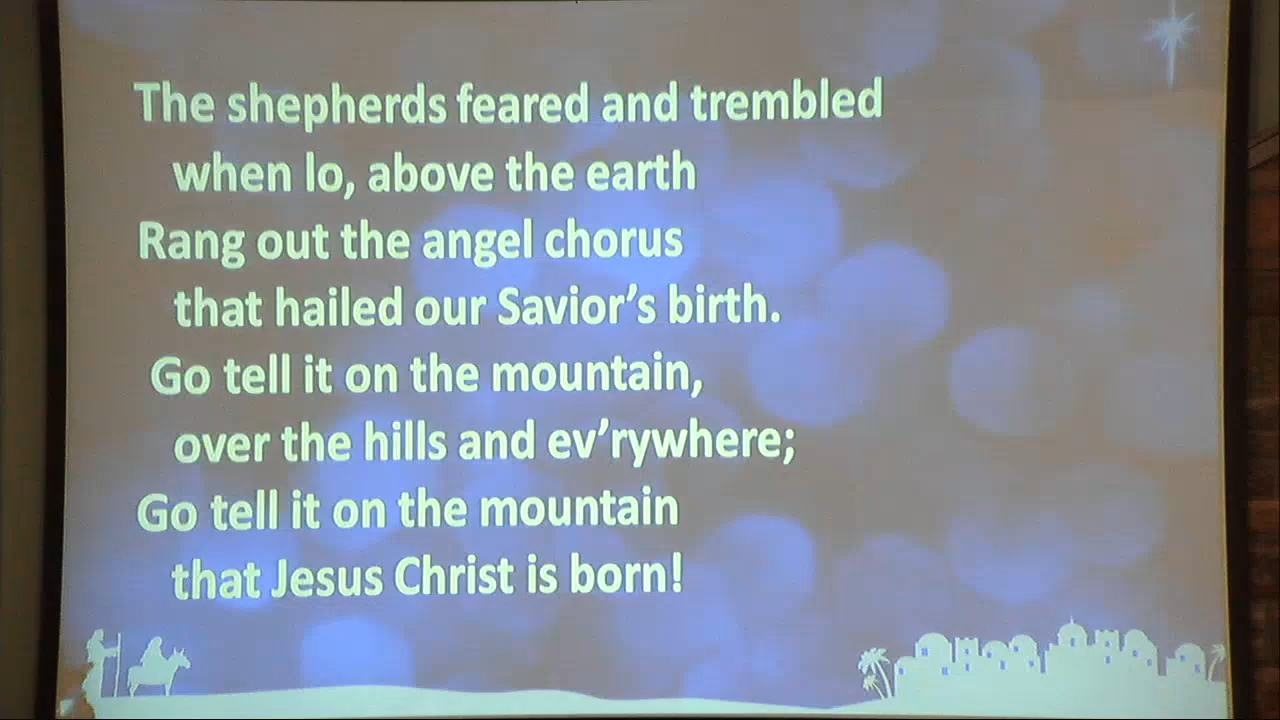 The shepherds feared and trembled
when lo, above the earth
Rang out the angel chorus
that hailed our Savior’s birth.
Go tell it on the mountain,
over the hills and ev’rywhere;
Go tell it on the mountain
that Jesus Christ is born!